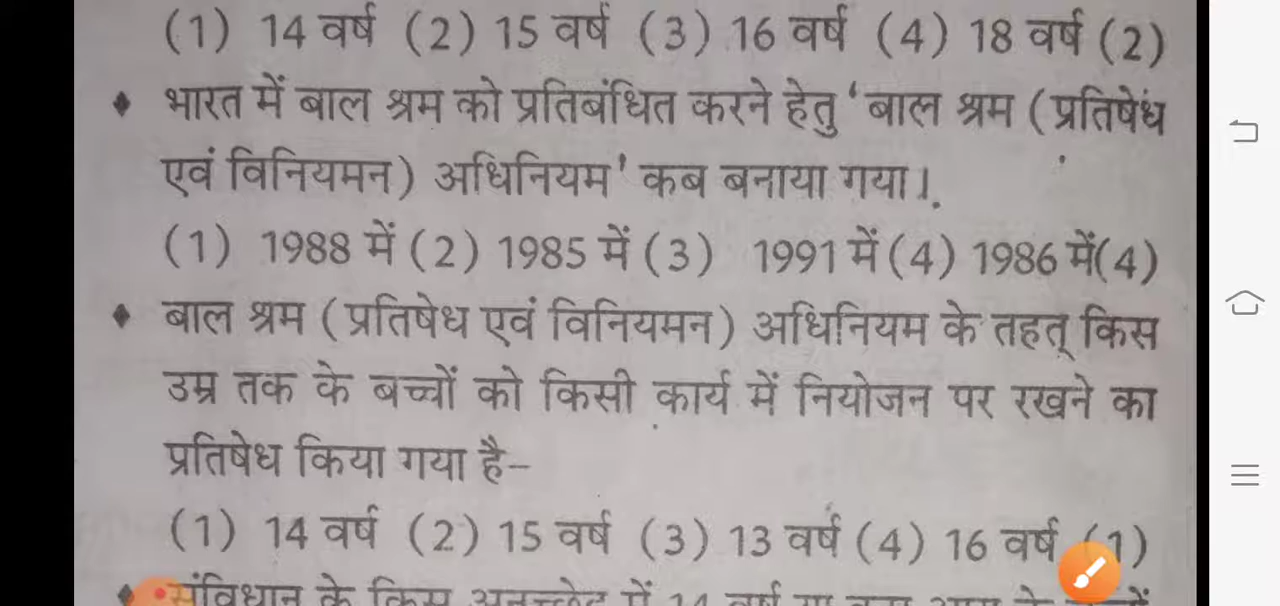 (1) 14 वर्ष (2) 15 वर्ष (3) 16 वर्ष (4) 18 वर्ष (2)
♦ भारत में बाल श्रम को प्रतिबंधित करने हेतु 'बाल श्रम (प्रतिषेध
एवं विनियमन) अधिनियम' कब बनाया गया।
(1) 1988 में (2) 1985 में (3) 1991 में (4) 1986 में(4)
♦ बाल श्रम (प्रतिषेध एवं विनियमन) अधिनियम के तहत् किस
उम्र तक के बच्चों को किसी कार्य में नियोजन पर रखने का
प्रतिषेध किया गया है–
(1) 14 वर्ष (2) 15 वर्ष (3) 13 वर्ष (4) 16 वर्ष (1)
♦ संविधान के किस अनुच्छेद में 14 वर्ष